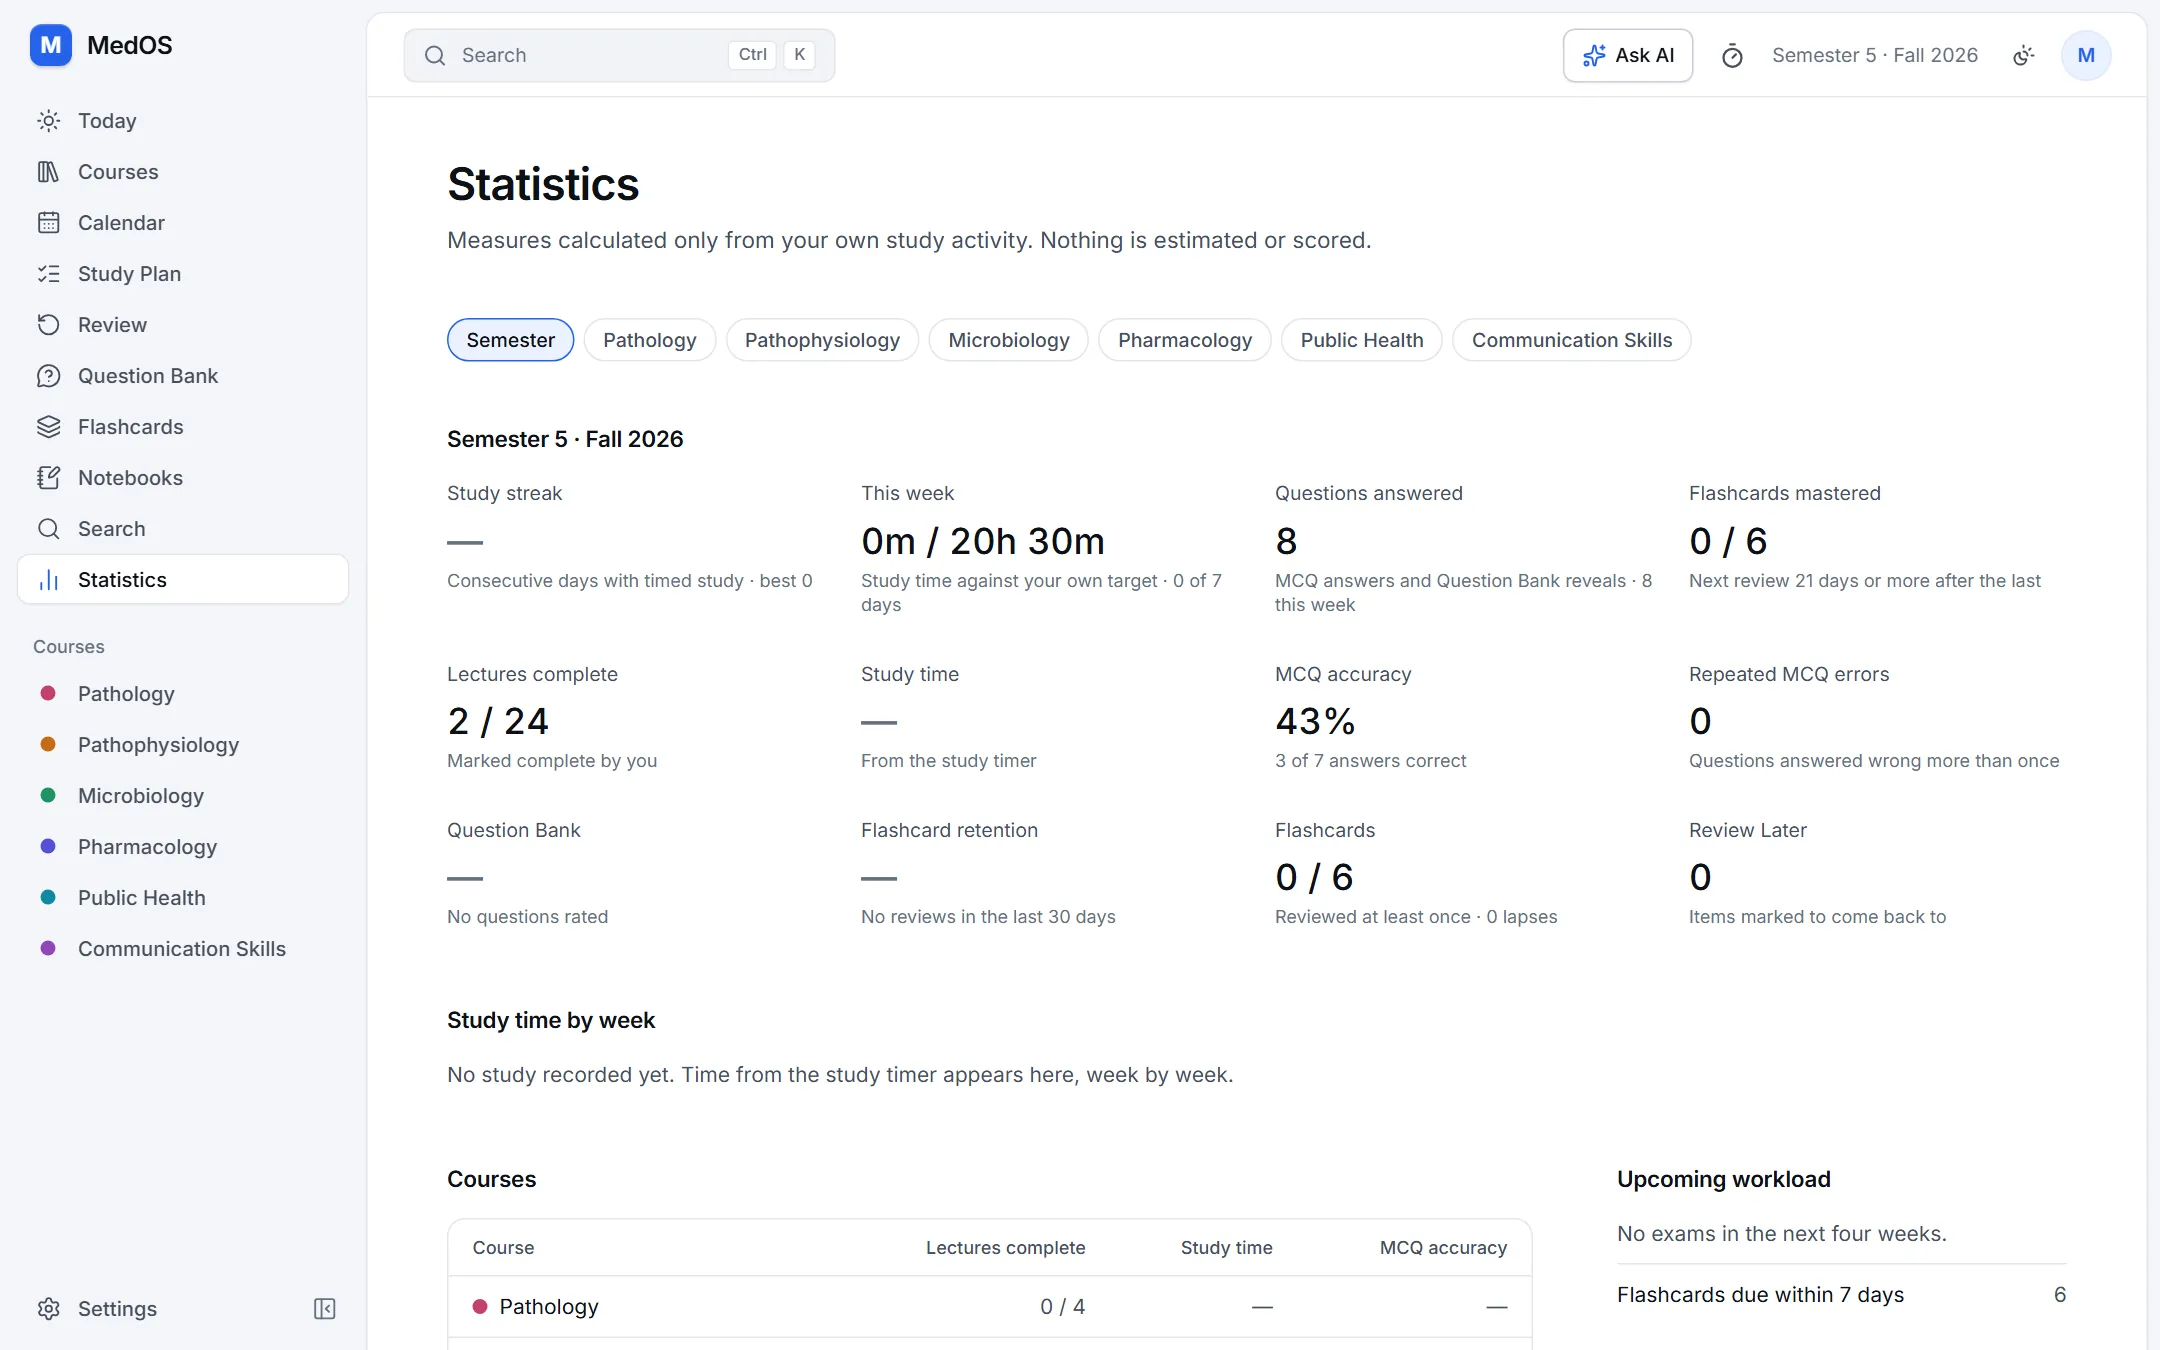 M MedOS
Today
Courses
Calendar
Study Plan
Review
Question Bank
Flashcards
Notebooks
Search
Statistics
Courses
Pathology
Pathophysiology
Microbiology
Pharmacology
Public Health
Communication Skills
Settings
Search Ctrl K
Ask AI Semester 5 · Fall 2026 M
Statistics
Measures calculated only from your own study activity. Nothing is estimated or scored.
Semester Pathology Pathophysiology Microbiology Pharmacology Public Health Communication Skills
Semester 5 · Fall 2026
Study streak
—
Consecutive days with timed study · best 0
This week
0m / 20h 30m
Study time against your own target · 0 of 7
days
Questions answered
8
MCQ answers and Question Bank reveals · 8
this week
Flashcards mastered
0 / 6
Next review 21 days or more after the last
Lectures complete
2 / 24
Marked complete by you
Study time
—
From the study timer
MCQ accuracy
43%
3 of 7 answers correct
Repeated MCQ errors
0
Questions answered wrong more than once
Question Bank
—
No questions rated
Flashcard retention
—
No reviews in the last 30 days
Flashcards
0 / 6
Reviewed at least once · 0 lapses
Review Later
0
Items marked to come back to
Study time by week
No study recorded yet. Time from the study timer appears here, week by week.
Courses
Course Lectures complete Study time MCQ accuracy
Pathology 0 / 4 — —
Upcoming workload
No exams in the next four weeks.
Flashcards due within 7 days 6